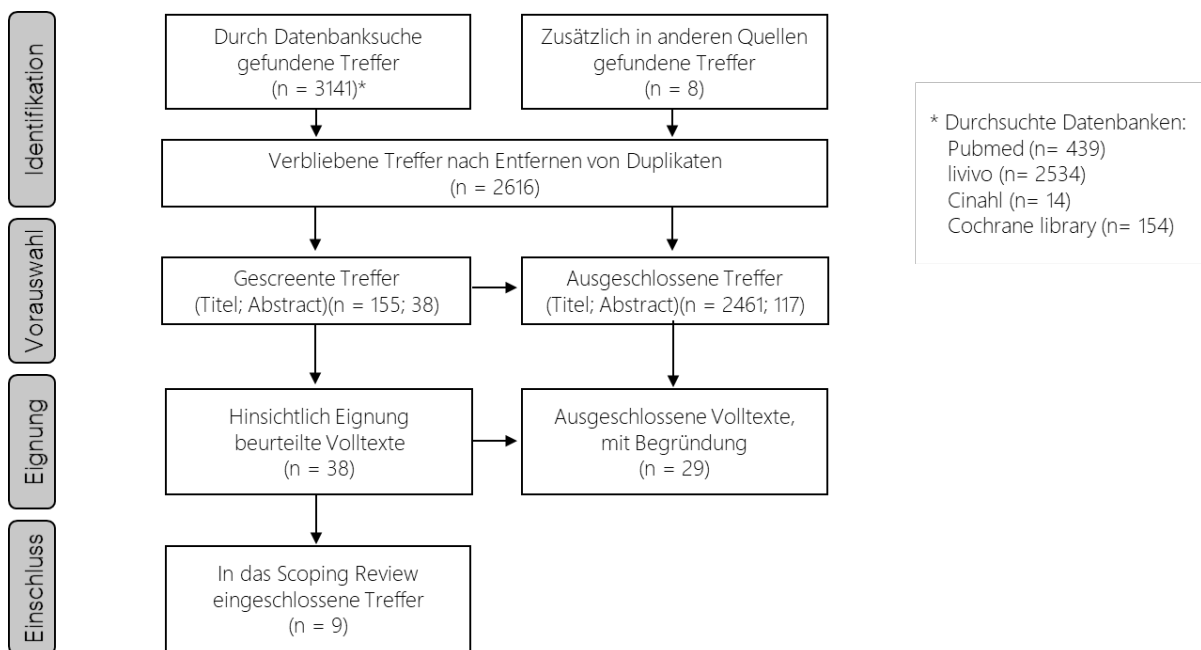 Identifikation
Durch Datenbanksuche
gefundene Treffer
(n = 3141)*
Zusätzlich in anderen Quellen
gefundene Treffer
(n = 8)
Verbliebene Treffer nach Entfernen von Duplikaten
(n = 2616)
* Durchsuchte Datenbanken:
Pubmed (n= 439)
livivo (n= 2534)
Cinahl (n= 14)
Cochrane library (n= 154)
Vorauswahl
Gescreente Treffer
(Titel; Abstract)(n = 155; 38)
Ausgeschlossene Treffer
(Titel; Abstract)(n = 2461; 117)
Eignung
Hinsichtlich Eignung
beurteilte Volltexte
(n = 38)
Ausgeschlossene Volltexte,
mit Begründung
(n = 29)
Einschluss
In das Scoping Review
eingeschlossene Treffer
(n = 9)